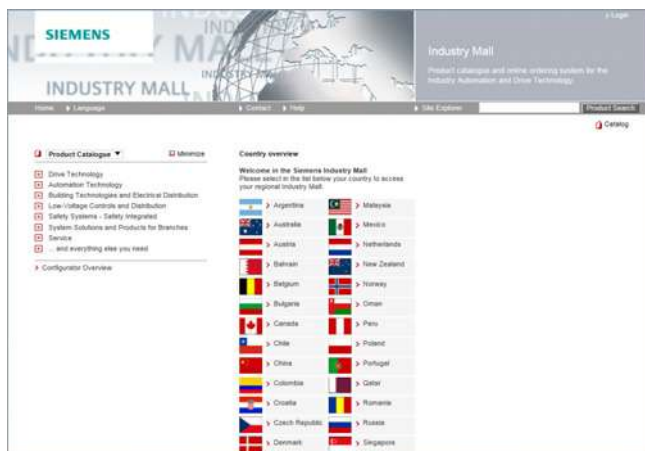 SIEMENS
INDUSTRY MALL
Login
Industry Mall
Product catalogue and online ordering system for the
Industry Automation and Drive Technology.
Home Language Contact Help Site Explorer Product Search
Catalog
Product Catalogue Minimize
Drive Technology
Automation Technology
Building Technologies and Electrical Distribution
Low-Voltage Controls and Distribution
Safety Systems - Safety Integrated
System Solutions and Products for Branches
Service
... and everything else you need
Configurator Overview
Country overview
Welcome in the Siemens Industry Mall
Please select in the list below your country to access
your regional Industry Mall.
Argentina Malaysia
Australia Mexico
Austria Netherlands
Bahrain New Zealand
Belgium Norway
Bulgaria Oman
Canada Peru
Chile Poland
China Portugal
Colombia Qatar
Croatia Romania
Czech Republic Russia
Denmark Singapore